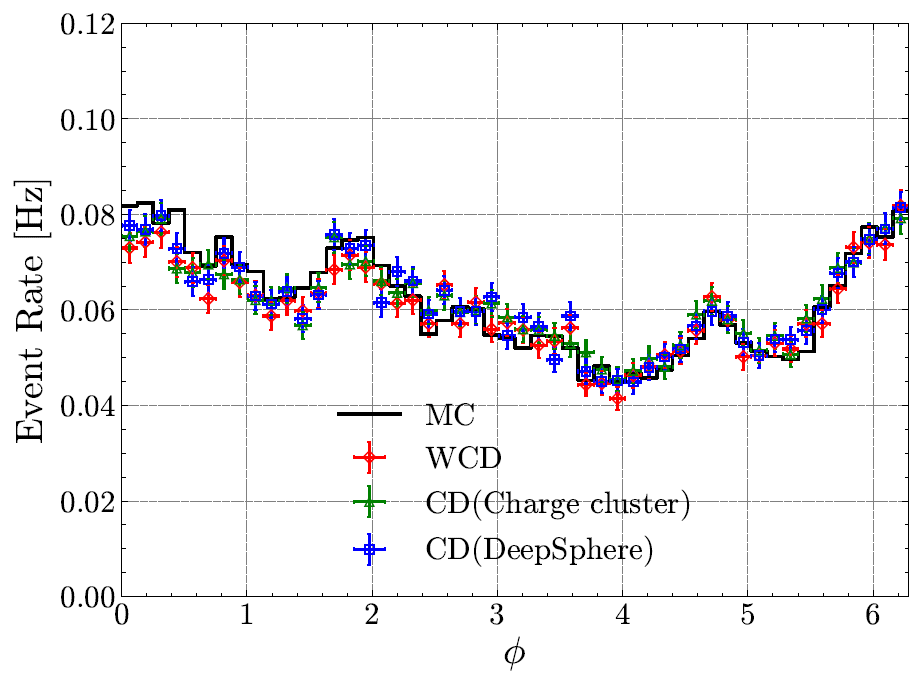 0.12
0.10
0.08
0.06
0.04
0.02
0.00
Event Rate [Hz]
MC
WCD
CD(Charge cluster)
CD(DeepSphere)
0 1 2 3 4 5 6
ϕ